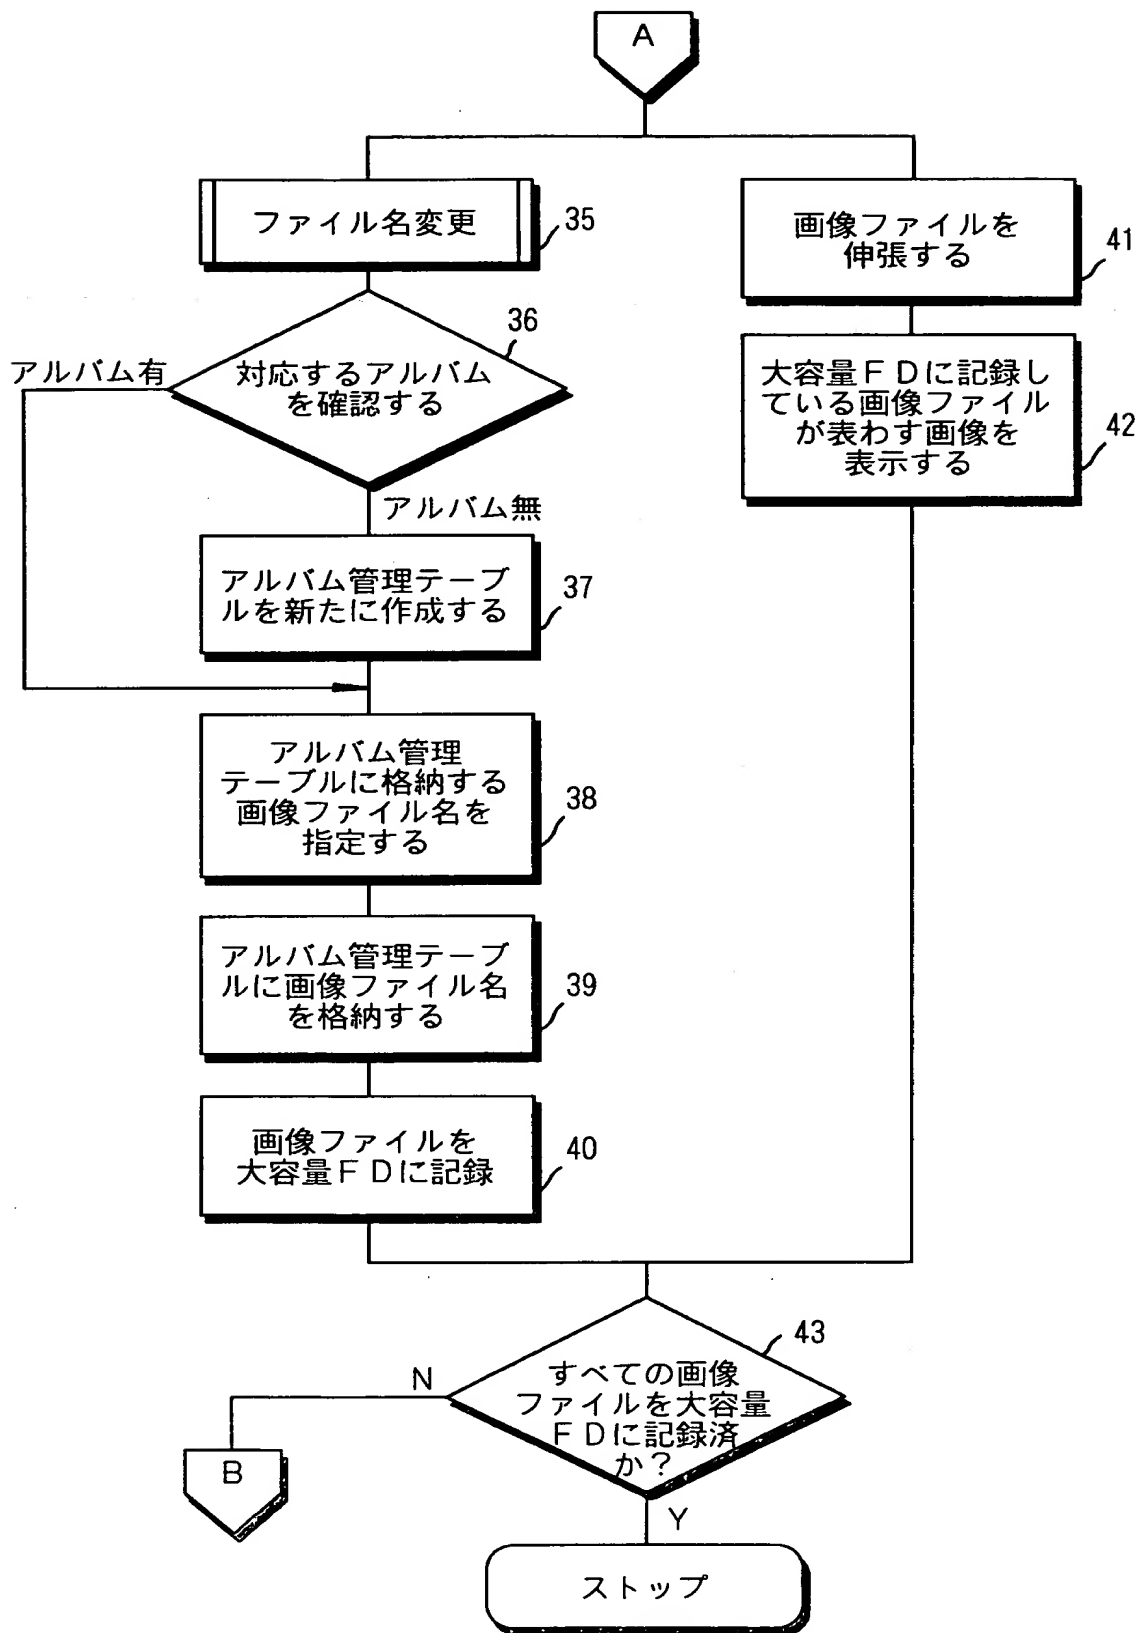 A
ファイル名変更
35
対応するアルバム
を確認する
36
アルバム有
アルバム無
アルバム管理テーブ
ルを新たに作成する
37
アルバム管理
テーブルに格納する
画像ファイル名を
指定する
38
アルバム管理テーブ
ルに画像ファイル名
を格納する
39
画像ファイルを
大容量FDに記録
40
画像ファイルを
伸張する
41
大容量FDに記録し
ている画像ファイル
が表わす画像を
表示する
42
すべての画像
ファイルを大容量
FDに記録済
か?
43
N
B
Y
ストップ